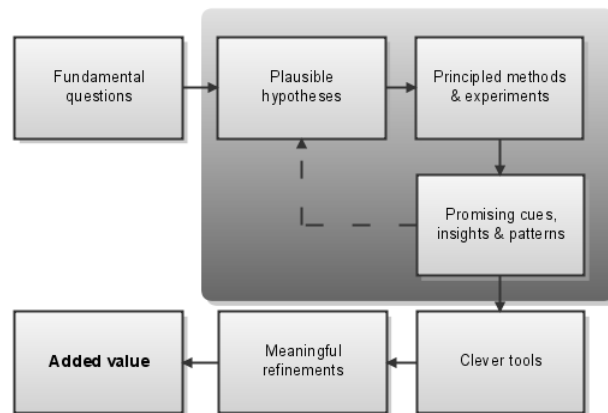 Fundamental
questions
Plausible
hypotheses
Principled methods
& experiments
Promising cues,
insights & patterns
Clever tools
Meaningful
refinements
Added value